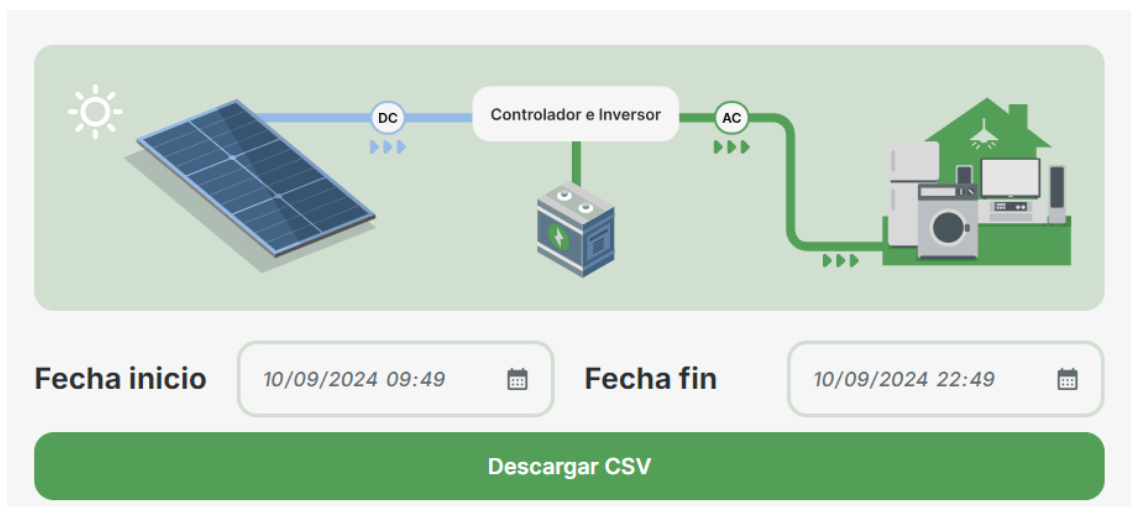 DC
Controlador e Inversor
AC
Fecha inicio
10/09/2024 09:49
Fecha fin
10/09/2024 22:49
Descargar CSV